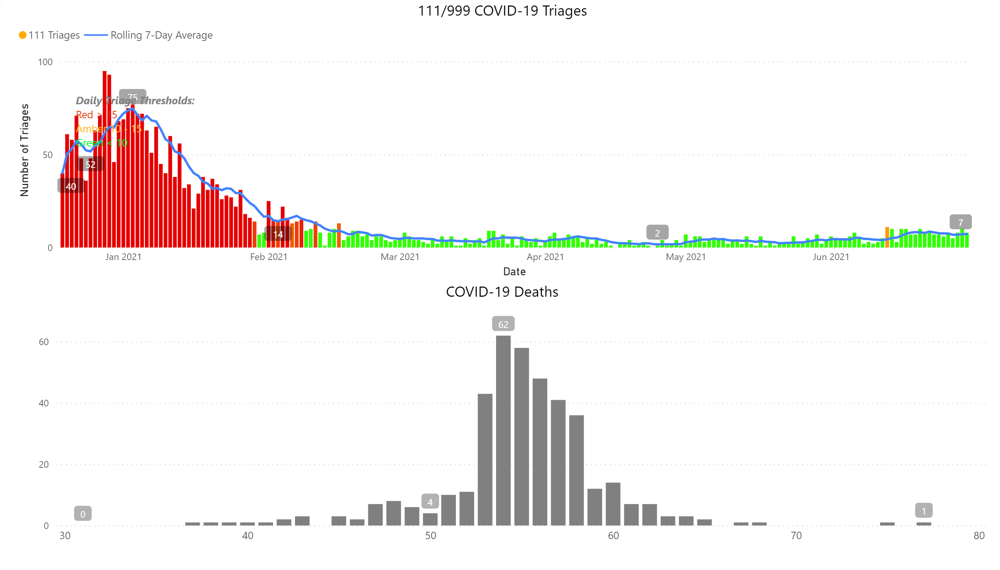 111/999 COVID-19 Triages
111 Triages Rolling 7-Day Average
100
50
0
Number of Triages
75
Daily Triage Thresholds:
Red > 15
Amber 10 - 15
Green < 10
52
40
14
2
7
Jan 2021 Feb 2021 Mar 2021 Apr 2021 May 2021 Jun 2021
Date
COVID-19 Deaths
60
40
20
0
62
0
4
1
30 40 50 60 70 80